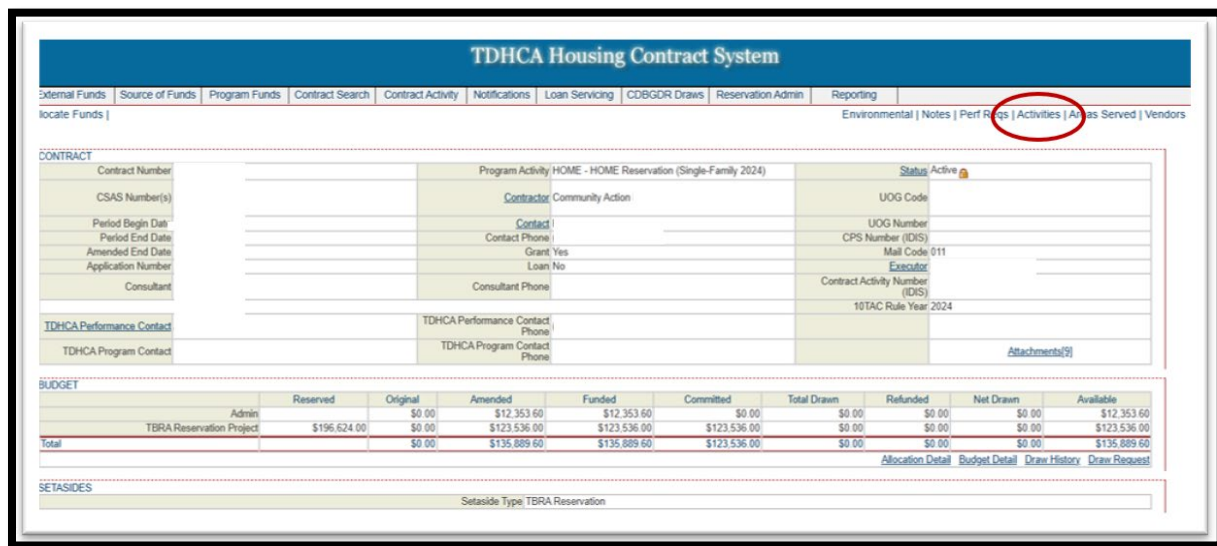 TDHCA Housing Contract System
External Funds | Source of Funds | Program Funds | Contract Search | Contract Activity | Notifications | Loan Servicing | CDBGDR Draws | Reservation Admin | Reporting
locate Funds | Environmental | Notes | Perf Reqs | Activities | Areas Served | Vendors
CONTRACT
Contract Number Program Activity HOME - HOME Reservation (Single-Family 2024) Status Active
CSAS Number(s) Contractor Community Action UOG Code
Period Begin Date Contact UOG Number
Period End Date Contact Phone CPS Number (IDIS)
Amended End Date Grant Yes Mail Code 011
Application Number Loan No Executor
Consultant Consultant Phone Contract Activity Number (IDIS)
10TAC Rule Year 2024
TDHCA Performance Contact TDHCA Performance Contact Phone
TDHCA Program Contact TDHCA Program Contact Phone Attachments[9]
BUDGET
Reserved Original Amended Funded Committed Total Drawn Refunded Net Drawn Available
Admin $0.00 $12,353.60 $12,353.60 $0.00 $0.00 $0.00 $0.00 $12,353.60
TBRA Reservation Project $196,624.00 $0.00 $123,536.00 $123,536.00 $123,536.00 $0.00 $0.00 $0.00 $123,536.00
Total $0.00 $135,889.60 $135,889.60 $123,536.00 $0.00 $0.00 $0.00 $135,889.60
Allocation Detail Budget Detail Draw History Draw Request
SETASIDES
Setaside Type TBRA Reservation